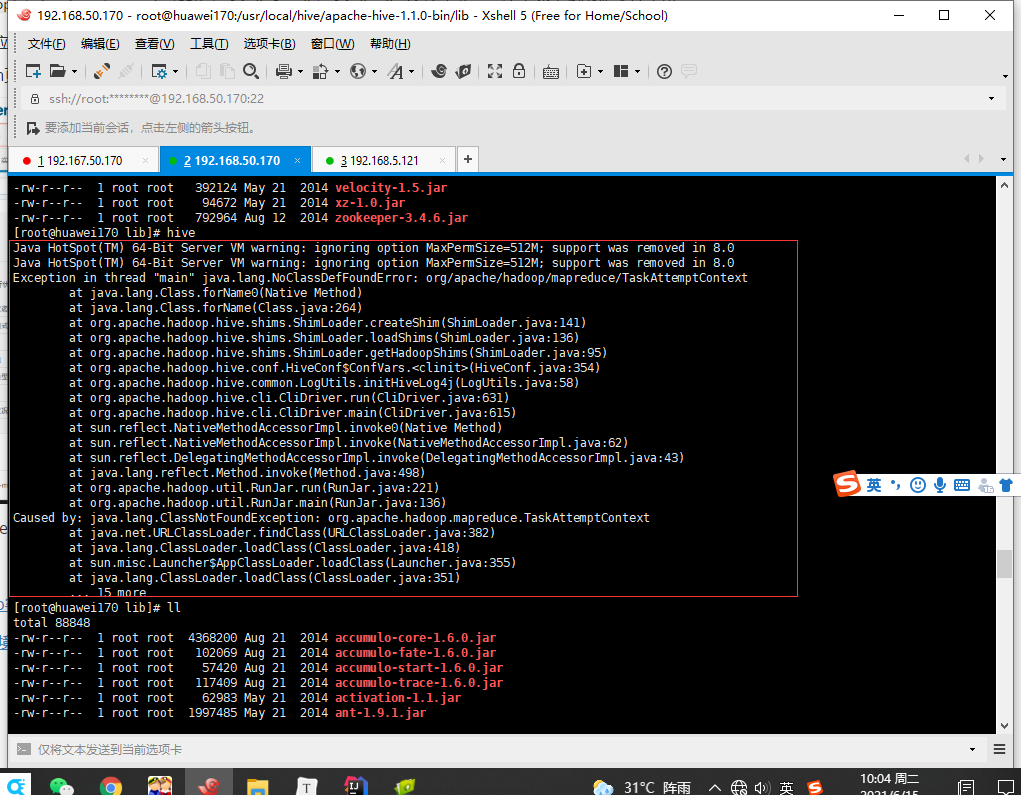 192.168.50.170 - root@huawei170:/usr/local/hive/apache-hive-1.1.0-bin/lib - Xshell 5 (Free for Home/School)
文件(F) 编辑(E) 查看(V) 工具(T) 选项卡(B) 窗口(W) 帮助(H)
ssh://root:********@192.168.50.170:22
要添加当前会话，点击左侧的箭头按钮。
1 192.167.50.170 × 2 192.168.50.170 × 3 192.168.5.121 × +
-rw-r--r-- 1 root root 392124 May 21 2014 velocity-1.5.jar
-rw-r--r-- 1 root root 94672 May 21 2014 xz-1.0.jar
-rw-r--r-- 1 root root 792964 Aug 12 2014 zookeeper-3.4.6.jar
[root@huawei170 lib]# hive
Java HotSpot(TM) 64-Bit Server VM warning: ignoring option MaxPermSize=512M; support was removed in 8.0
Java HotSpot(TM) 64-Bit Server VM warning: ignoring option MaxPermSize=512M; support was removed in 8.0
Exception in thread "main" java.lang.NoClassDefFoundError: org/apache/hadoop/mapreduce/TaskAttemptContext
at java.lang.Class.forName0(Native Method)
at java.lang.Class.forName(Class.java:264)
at org.apache.hadoop.hive.shims.ShimLoader.createShim(ShimLoader.java:141)
at org.apache.hadoop.hive.shims.ShimLoader.loadShims(ShimLoader.java:136)
at org.apache.hadoop.hive.shims.ShimLoader.getHadoopShims(ShimLoader.java:95)
at org.apache.hadoop.hive.conf.HiveConf$ConfVars.<clinit>(HiveConf.java:354)
at org.apache.hadoop.hive.common.LogUtils.initHiveLog4j(LogUtils.java:58)
at org.apache.hadoop.hive.cli.CliDriver.run(CliDriver.java:631)
at org.apache.hadoop.hive.cli.CliDriver.main(CliDriver.java:615)
at sun.reflect.NativeMethodAccessorImpl.invoke0(Native Method)
at sun.reflect.NativeMethodAccessorImpl.invoke(NativeMethodAccessorImpl.java:62)
at sun.reflect.DelegatingMethodAccessorImpl.invoke(DelegatingMethodAccessorImpl.java:43)
at java.lang.reflect.Method.invoke(Method.java:498)
at org.apache.hadoop.util.RunJar.run(RunJar.java:221)
at org.apache.hadoop.util.RunJar.main(RunJar.java:136)
Caused by: java.lang.ClassNotFoundException: org.apache.hadoop.mapreduce.TaskAttemptContext
at java.net.URLClassLoader.findClass(URLClassLoader.java:382)
at java.lang.ClassLoader.loadClass(ClassLoader.java:418)
at sun.misc.Launcher$AppClassLoader.loadClass(Launcher.java:355)
at java.lang.ClassLoader.loadClass(ClassLoader.java:351)
... 15 more
[root@huawei170 lib]# ll
total 88848
-rw-r--r-- 1 root root 4368200 Aug 21 2014 accumulo-core-1.6.0.jar
-rw-r--r-- 1 root root 102069 Aug 21 2014 accumulo-fate-1.6.0.jar
-rw-r--r-- 1 root root 57420 Aug 21 2014 accumulo-start-1.6.0.jar
-rw-r--r-- 1 root root 117409 Aug 21 2014 accumulo-trace-1.6.0.jar
-rw-r--r-- 1 root root 62983 May 21 2014 activation-1.1.jar
-rw-r--r-- 1 root root 1997485 May 21 2014 ant-1.9.1.jar
英
仅将文本发送到当前选项卡
31°C 阵雨 英 10:04 周二
2021/6/15